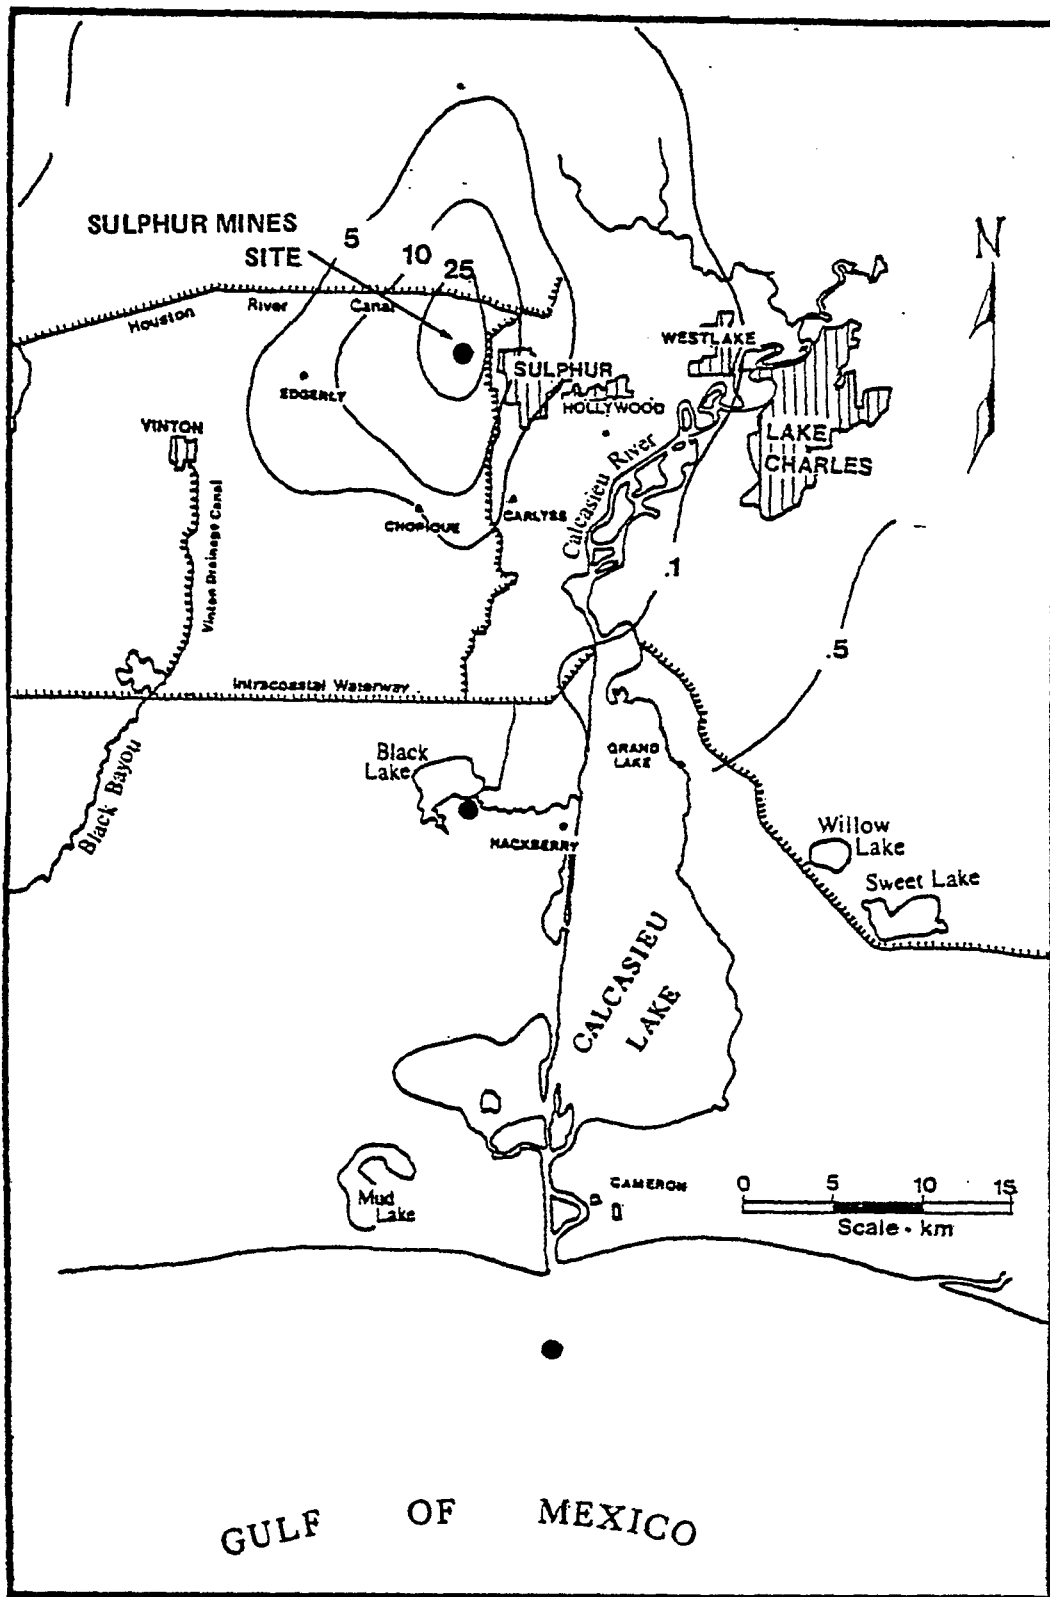 N
SULPHUR MINES
SITE
5
10
25
Houston
River
Canal
WESTLAKE
SULPHUR
HOLLYWOOD
EDGERLY
VINTON
LAKE
CHARLES
Calcasieu River
CHOPIQUE
CARLYSS
Vinton Drainage Canal
.1
.5
Intracoastal Waterway
Black Bayou
Black
Lake
GRAND
LAKE
HACKBERRY
Willow
Lake
Sweet Lake
CALCASIEU
LAKE
Mud
Lake
CAMERON
0 5 10 15
Scale - km
GULF OF MEXICO